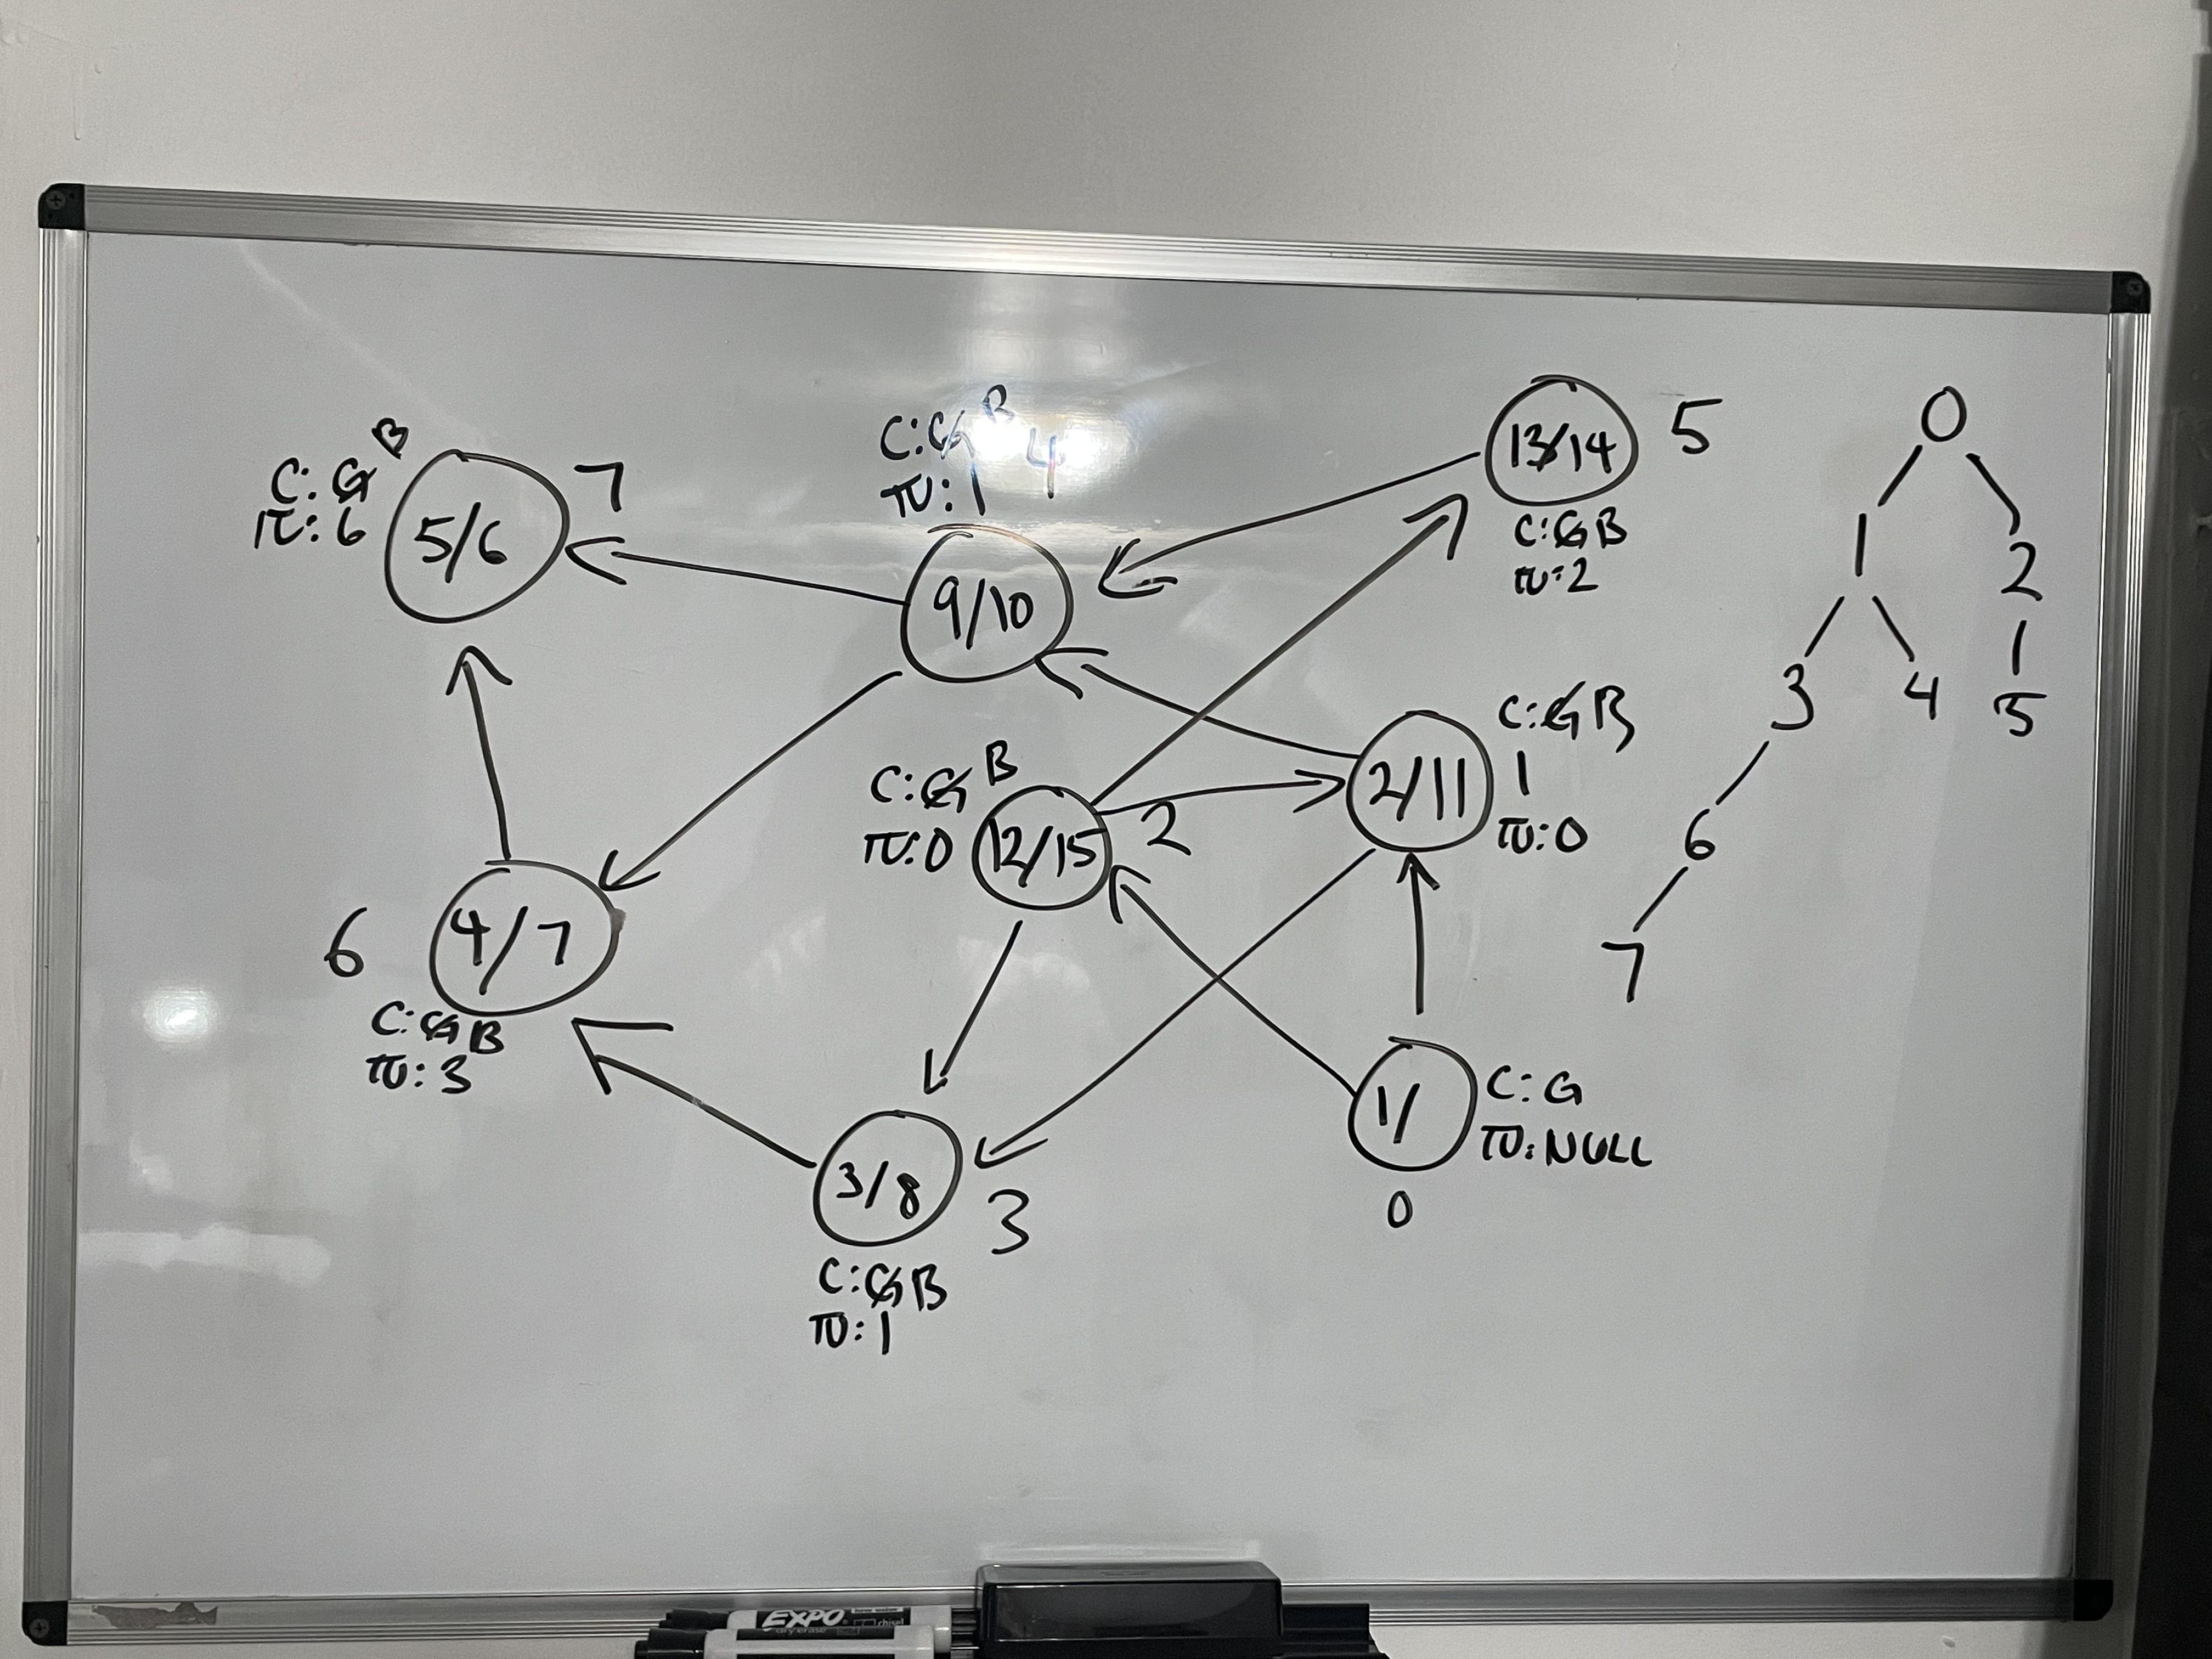 C: G B
π: 6
5/6
7
C: G B
π: 1
4
9/10
13/14
5
C: G B
π: 2
C: G B
π: 0
12/15
2
2/11
C: G B
1
π: 0
6
4/7
C: G B
π: 3
3/8
3
C: G B
π: 1
1/
C: G
π: NULL
0
0
1
2
3
4
5
6
7
EXPO
chisel
dry erase